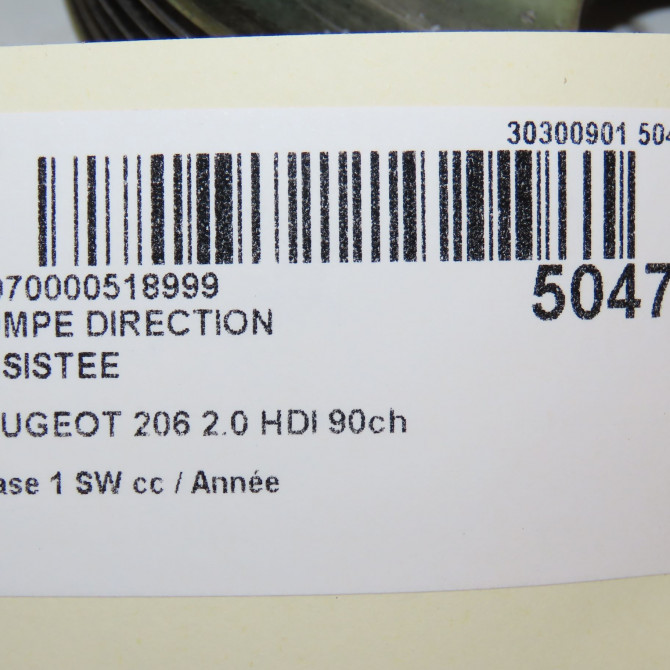 30300901 504
070000518999
5047
MPE DIRECTION
SISTEE
UGEOT 206 2.0 HDI 90ch
ase 1 SW cc / Année